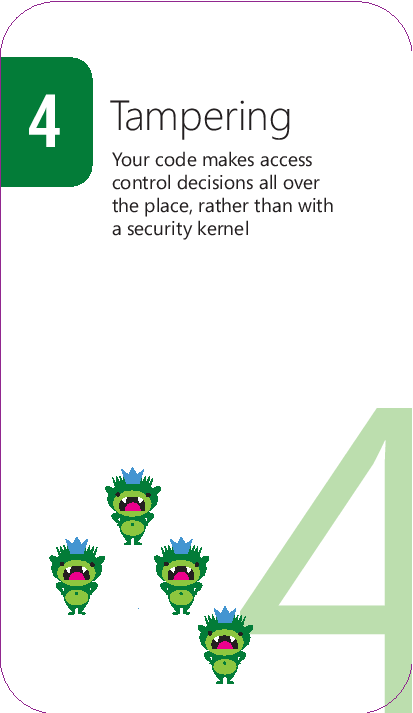 4
Tampering
Your code makes access
control decisions all over
the place, rather than with
a security kernel
4